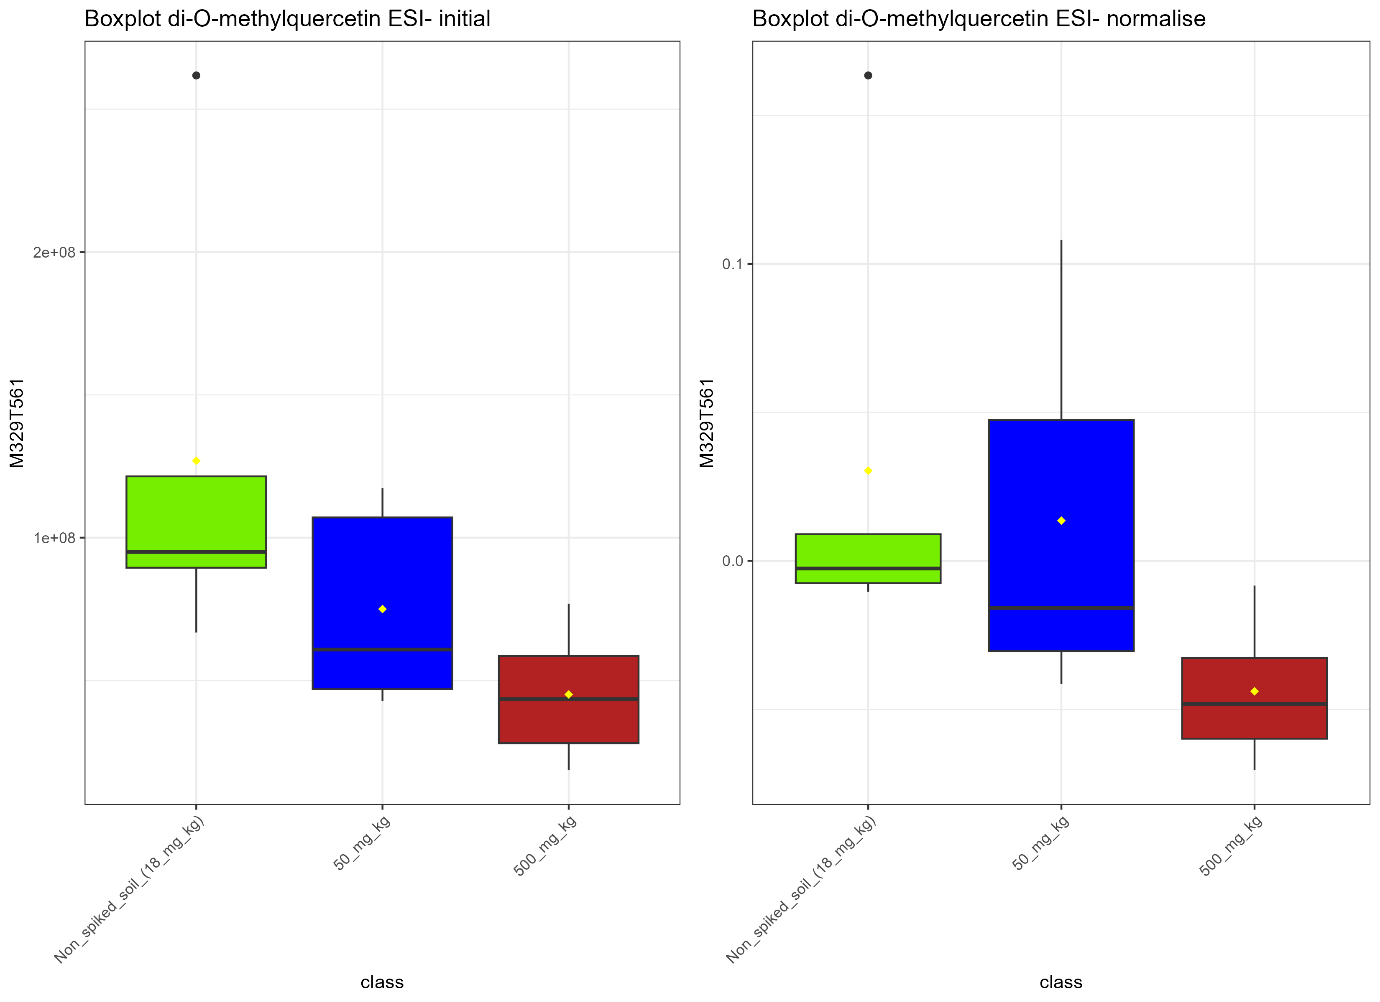 Boxplot di-O-methylquercetin ESI- initial
M329T561
2e+08
1e+08
Non_spiked_soil_(18_mg_kg)
50_mg_kg
500_mg_kg
class
Boxplot di-O-methylquercetin ESI- normalise
M329T561
0.1
0.0
Non_spiked_soil_(18_mg_kg)
50_mg_kg
500_mg_kg
class